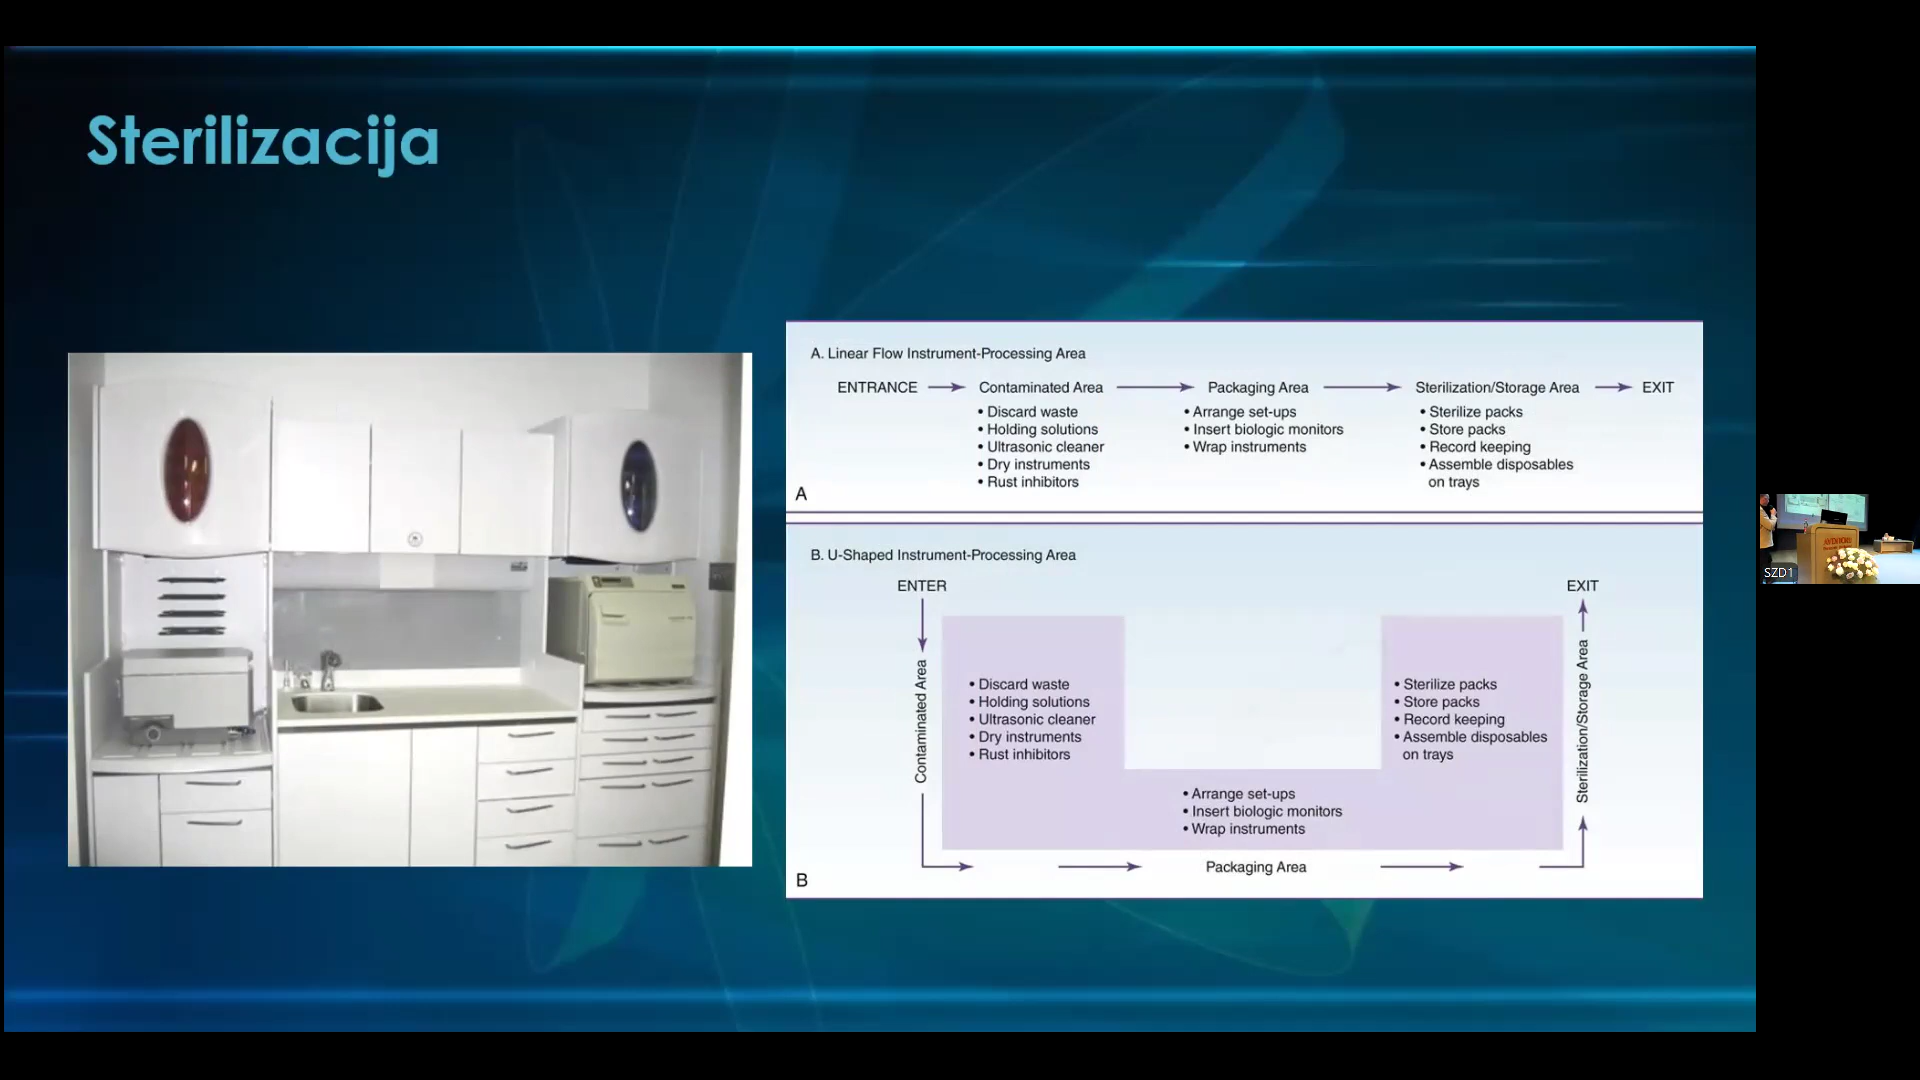 Sterilizacija
A. Linear Flow Instrument-Processing Area
ENTRANCE Contaminated Area Packaging Area Sterilization/Storage Area EXIT
• Discard waste
• Holding solutions
• Ultrasonic cleaner
• Dry instruments
• Rust inhibitors
• Arrange set-ups
• Insert biologic monitors
• Wrap instruments
• Sterilize packs
• Store packs
• Record keeping
• Assemble disposables
on trays
A
B. U-Shaped Instrument-Processing Area
ENTER
EXIT
Contaminated Area
• Discard waste
• Holding solutions
• Ultrasonic cleaner
• Dry instruments
• Rust inhibitors
• Arrange set-ups
• Insert biologic monitors
• Wrap instruments
Packaging Area
• Sterilize packs
• Store packs
• Record keeping
• Assemble disposables
on trays
Sterilization/Storage Area
B
SZD1